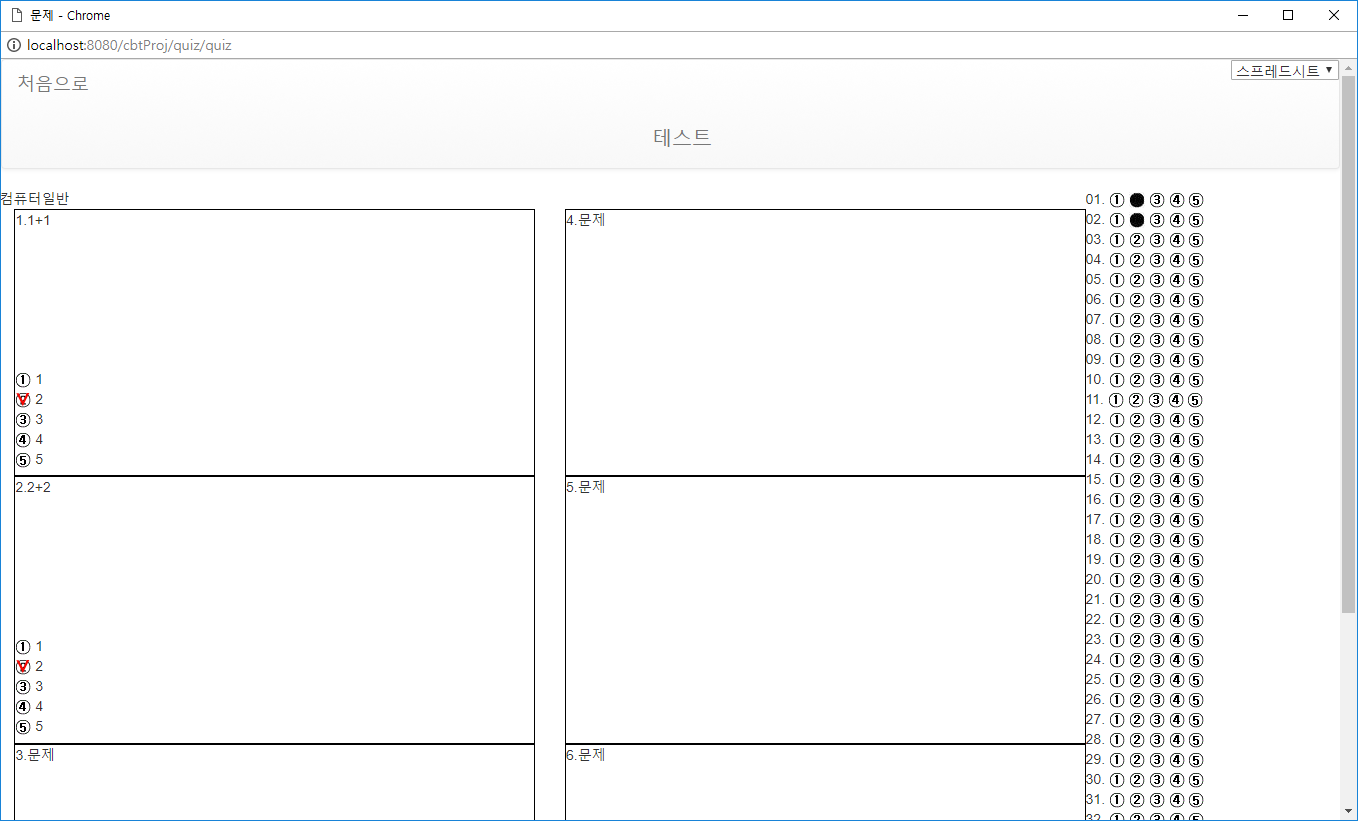 문제 - Chrome
localhost:8080/cbtProj/quiz/quiz
스프레드시트
처음으로
테스트
컴퓨터일반
1.1+1
① 1
2
③ 3
④ 4
⑤ 5
2.2+2
① 1
2
③ 3
④ 4
⑤ 5
3.문제
4.문제
5.문제
6.문제
01. ① ● ③ ④ ⑤
02. ① ● ③ ④ ⑤
03. ① ② ③ ④ ⑤
04. ① ② ③ ④ ⑤
05. ① ② ③ ④ ⑤
06. ① ② ③ ④ ⑤
07. ① ② ③ ④ ⑤
08. ① ② ③ ④ ⑤
09. ① ② ③ ④ ⑤
10. ① ② ③ ④ ⑤
11. ① ② ③ ④ ⑤
12. ① ② ③ ④ ⑤
13. ① ② ③ ④ ⑤
14. ① ② ③ ④ ⑤
15. ① ② ③ ④ ⑤
16. ① ② ③ ④ ⑤
17. ① ② ③ ④ ⑤
18. ① ② ③ ④ ⑤
19. ① ② ③ ④ ⑤
20. ① ② ③ ④ ⑤
21. ① ② ③ ④ ⑤
22. ① ② ③ ④ ⑤
23. ① ② ③ ④ ⑤
24. ① ② ③ ④ ⑤
25. ① ② ③ ④ ⑤
26. ① ② ③ ④ ⑤
27. ① ② ③ ④ ⑤
28. ① ② ③ ④ ⑤
29. ① ② ③ ④ ⑤
30. ① ② ③ ④ ⑤
31. ① ② ③ ④ ⑤
32. ① ② ③ ④ ⑤